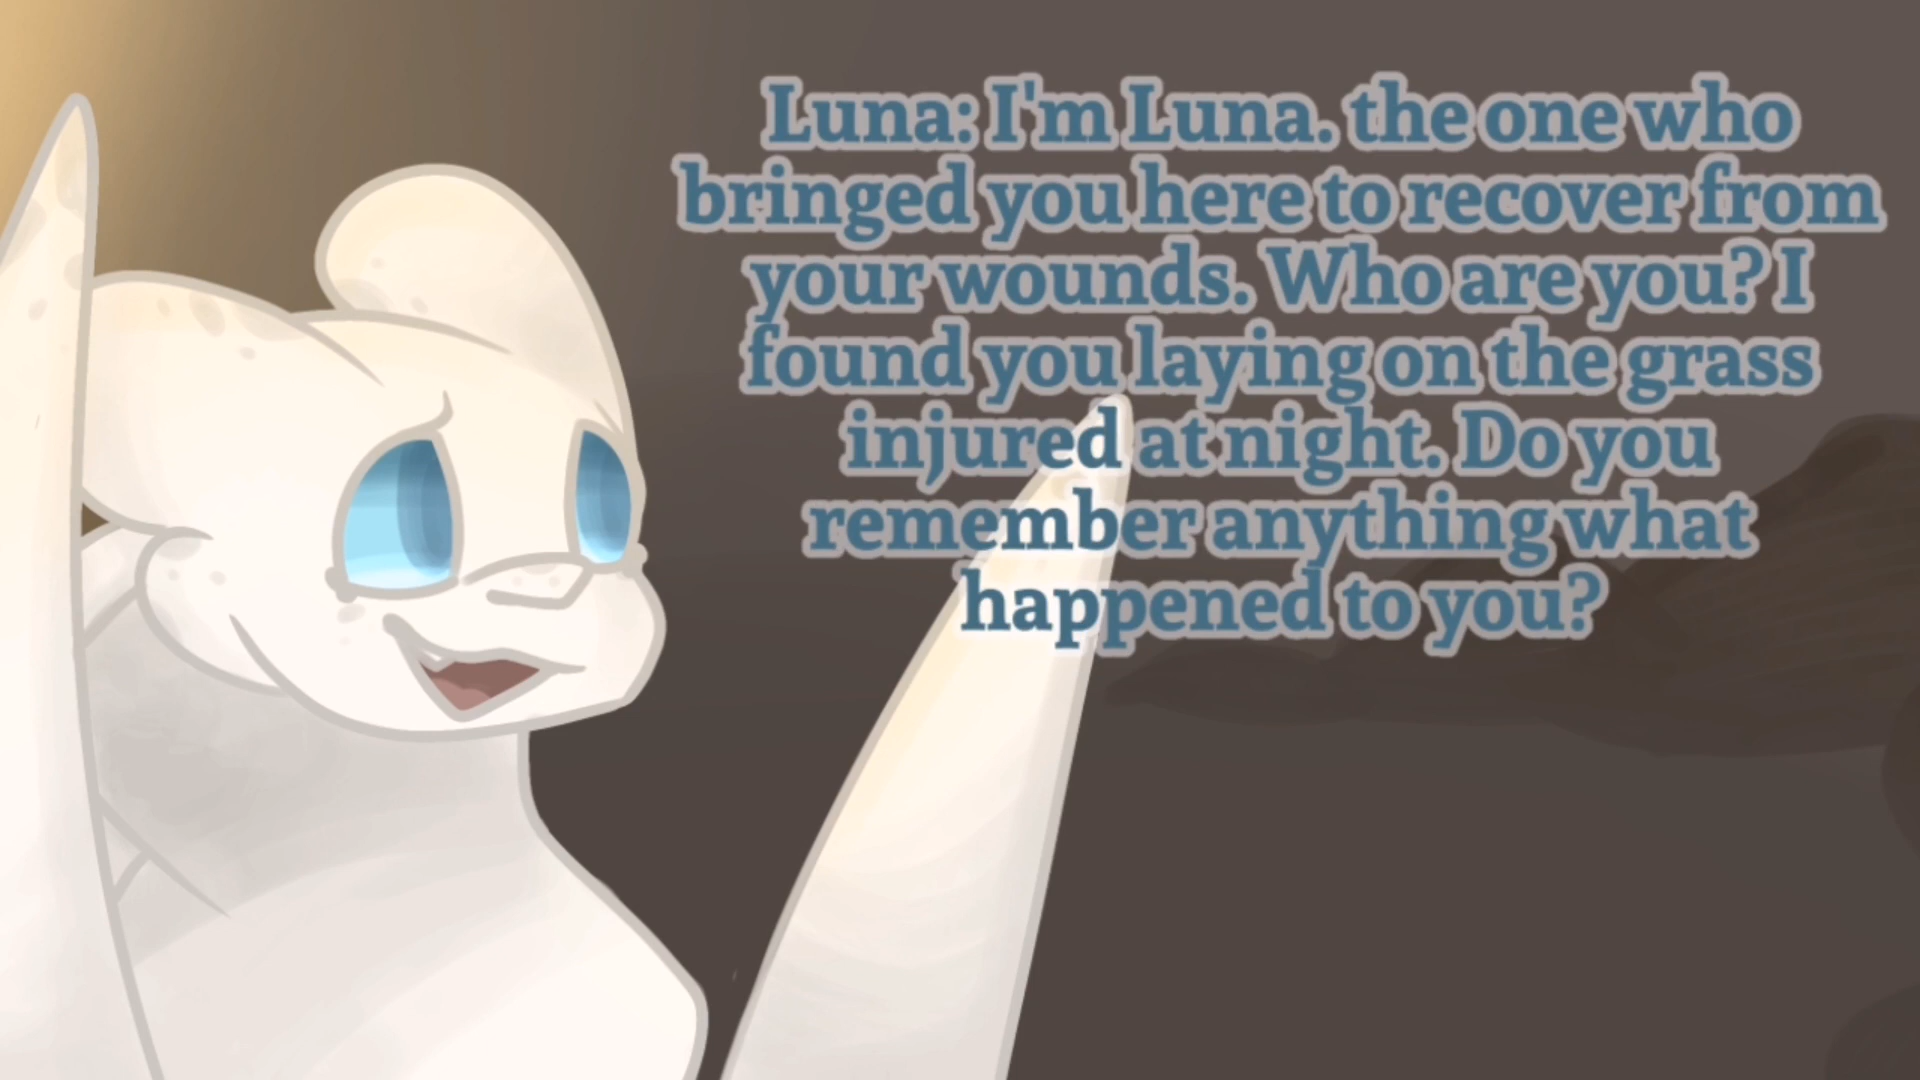 Luna: I'm Luna. the one who
bringed you here to recover from
your wounds. Who are you? I
found you laying on the grass
injured at night. Do you
remember anything what
happened to you?